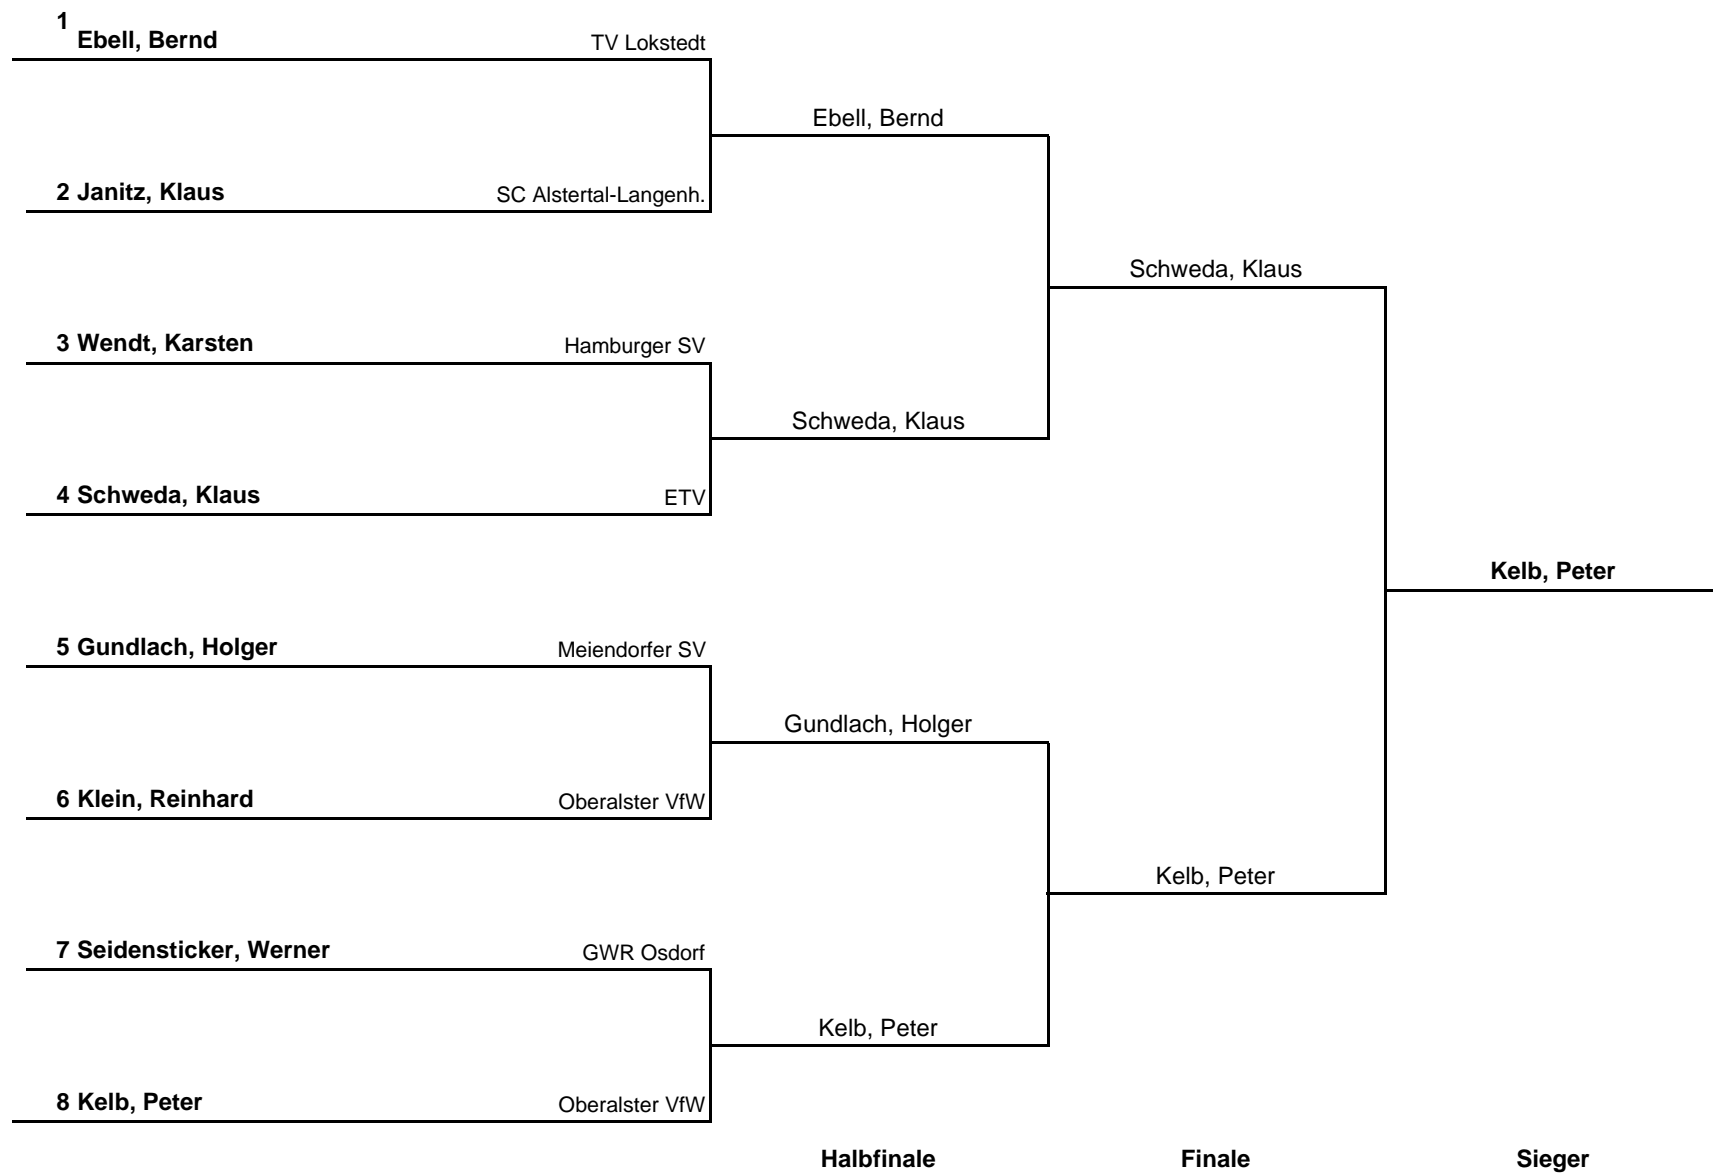 1
Ebell, Bernd TV Lokstedt
Ebell, Bernd
2 Janitz, Klaus SC Alstertal-Langenh.
Schweda, Klaus
3 Wendt, Karsten Hamburger SV
Schweda, Klaus
4 Schweda, Klaus ETV
Kelb, Peter
5 Gundlach, Holger Meiendorfer SV
Gundlach, Holger
6 Klein, Reinhard Oberalster VfW
Kelb, Peter
7 Seidensticker, Werner GWR Osdorf
Kelb, Peter
8 Kelb, Peter Oberalster VfW
Halbfinale Finale Sieger